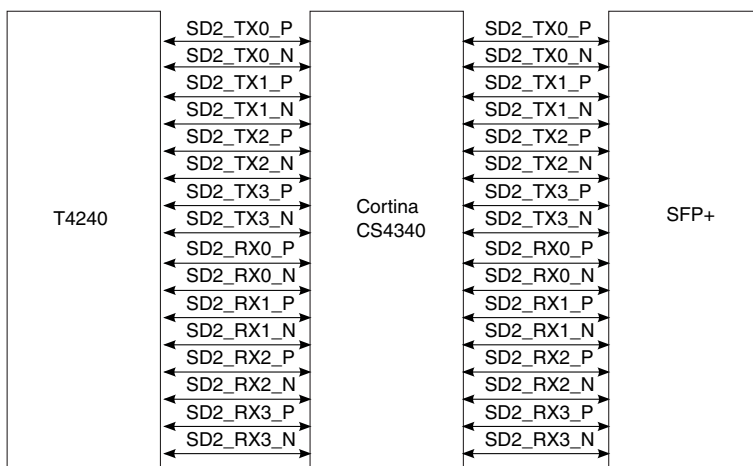 SD2_TX0_P SD2_TX0_P
SD2_TX0_N SD2_TX0_N
SD2_TX1_P SD2_TX1_P
SD2_TX1_N SD2_TX1_N
SD2_TX2_P SD2_TX2_P
SD2_TX2_N SD2_TX2_N
SD2_TX3_P SD2_TX3_P
T4240 SD2_TX3_N Cortina CS4340 SD2_TX3_N SFP+
SD2_RX0_P SD2_RX0_P
SD2_RX0_N SD2_RX0_N
SD2_RX1_P SD2_RX1_P
SD2_RX1_N SD2_RX1_N
SD2_RX2_P SD2_RX2_P
SD2_RX2_N SD2_RX2_N
SD2_RX3_P SD2_RX3_P
SD2_RX3_N SD2_RX3_N